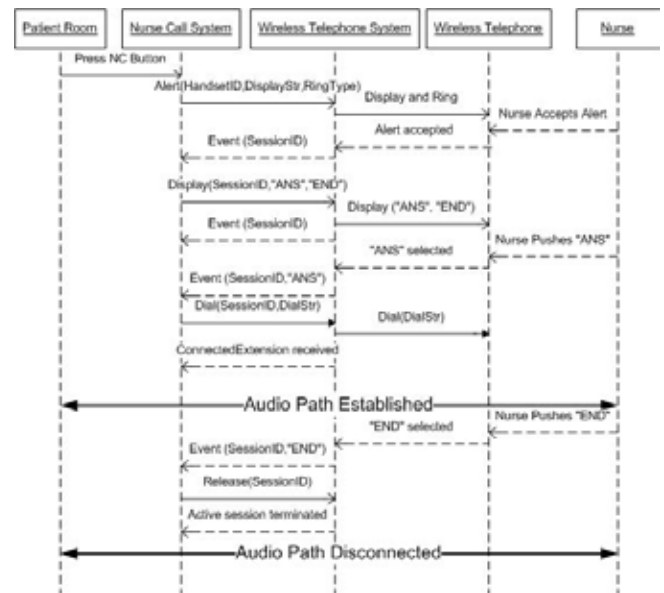 Patient Room
Nurse Call System
Wireless Telephone System
Wireless Telephone
Nurse
Press NC Button
Alert(HandsetID,DisplayStr,RingType)
Display and Ring
Nurse Accepts Alert
Alert accepted
Event (SessionID)
Display(SessionID,"ANS","END")
Display ("ANS", "END")
Event (SessionID)
Nurse Pushes "ANS"
"ANS" selected
Event (SessionID,"ANS")
Dial(SessionID,DialStr)
Dial(DialStr)
ConnectedExtension received
Audio Path Established
Nurse Pushes "END"
"END" selected
Event (SessionID,"END")
Release(SessionID)
Active session terminated
Audio Path Disconnected